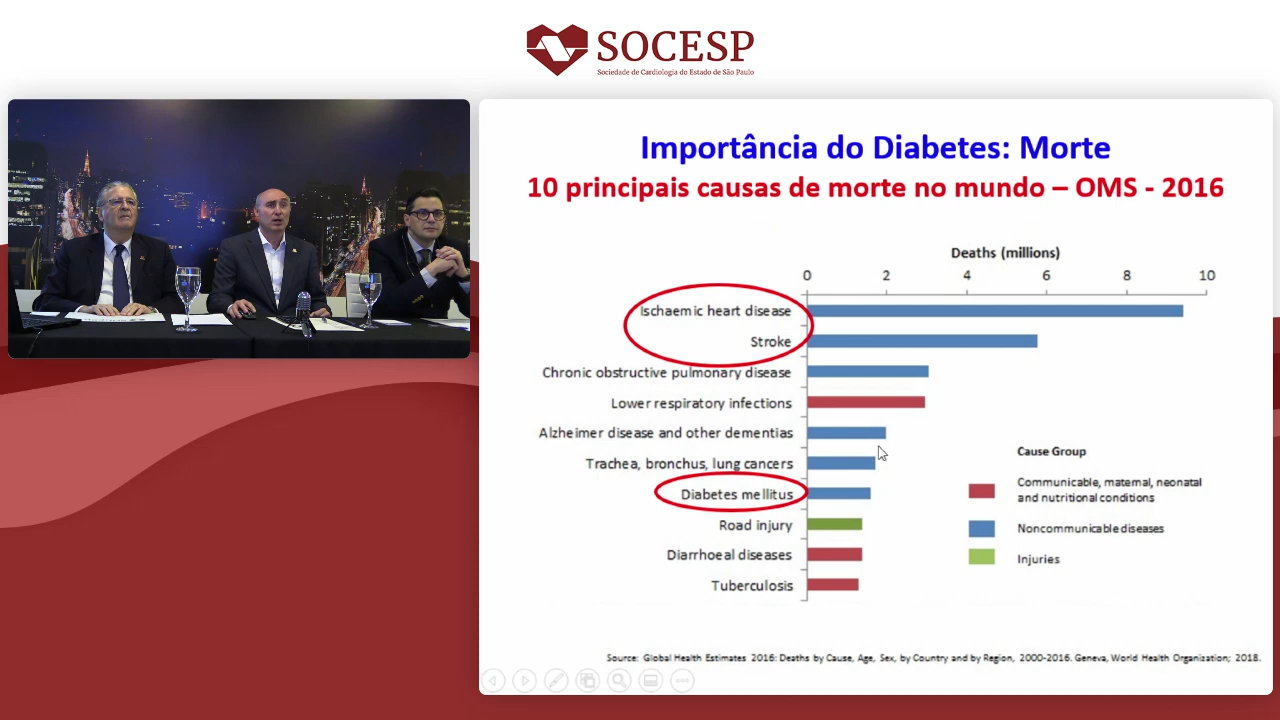 SOCESP
Sociedade de Cardiologia do Estado de São Paulo
Importância do Diabetes: Morte
10 principais causas de morte no mundo – OMS - 2016
Deaths (millions)
0 2 4 6 8 10
Ischaemic heart disease
Stroke
Chronic obstructive pulmonary disease
Lower respiratory infections
Alzheimer disease and other dementias
Trachea, bronchus, lung cancers
Diabetes mellitus
Road injury
Diarrhoeal diseases
Tuberculosis
Cause Group
Communicable, maternal, neonatal
and nutritional conditions
Noncommunicable diseases
Injuries
Source: Global Health Estimates 2016: Deaths by Cause, Age, Sex, by Country and by Region, 2000-2016. Geneva, World Health Organization; 2018.